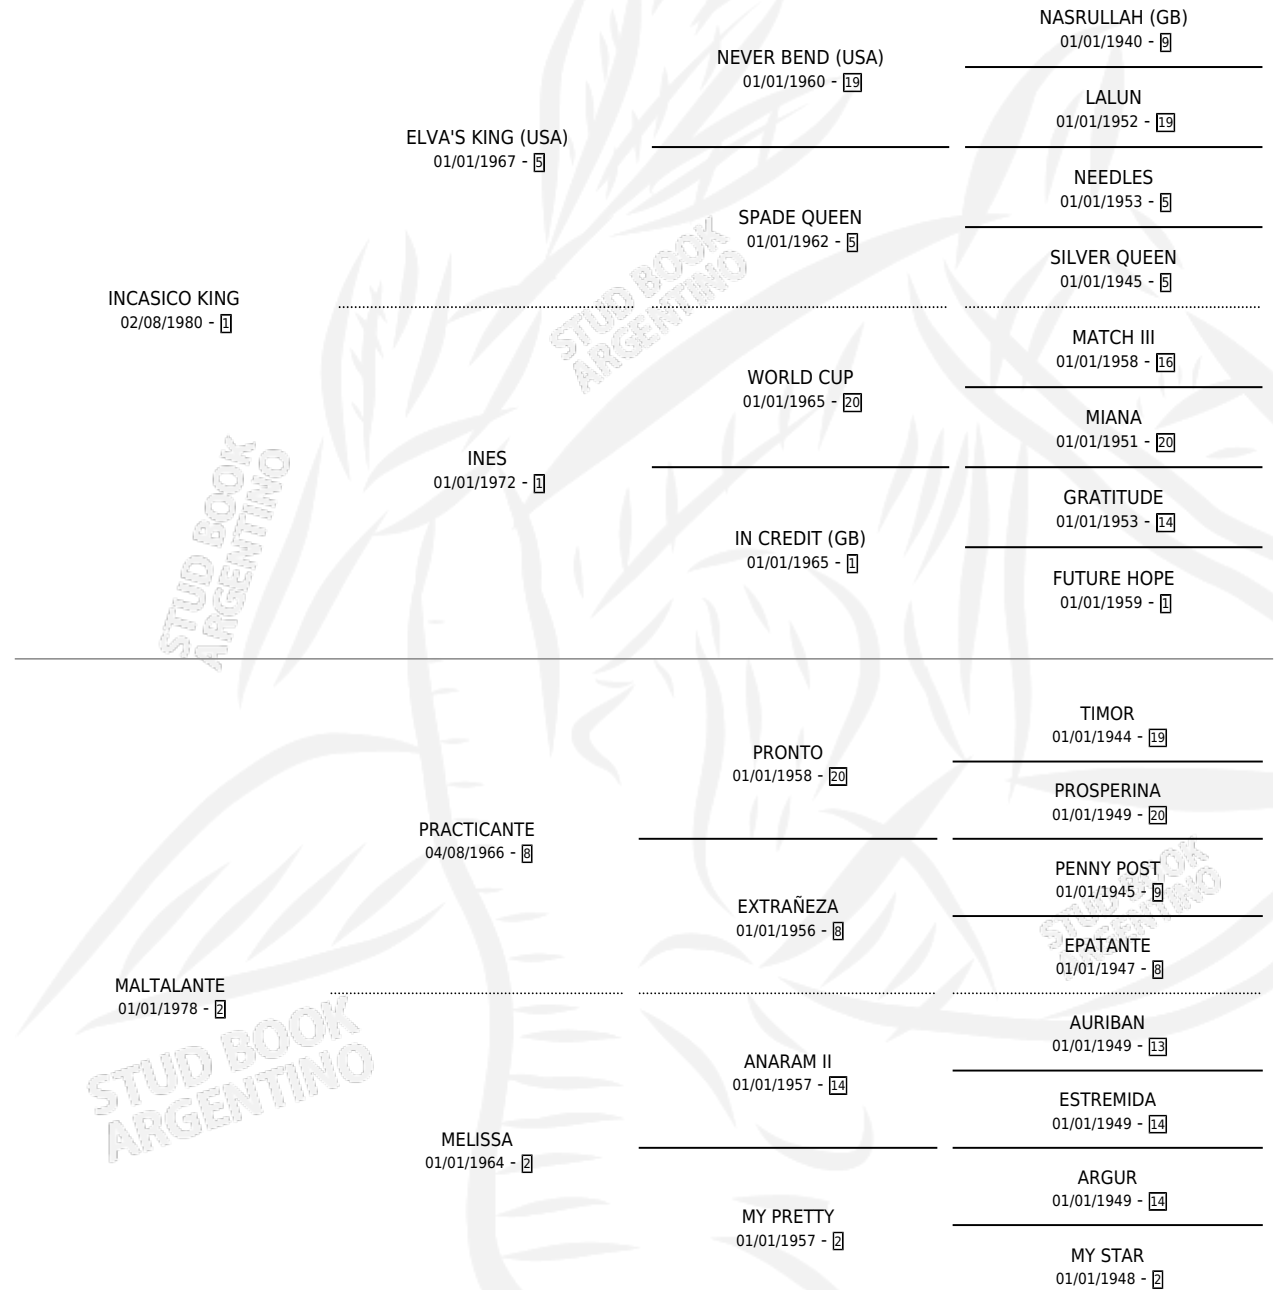 NASRULLAH (GB)
01/01/1940 - 9
NEVER BEND (USA)
01/01/1960 - 19
LALUN
01/01/1952 - 19
ELVA'S KING (USA)
01/01/1967 - 5
NEEDLES
01/01/1953 - 5
SPADE QUEEN
01/01/1962 - 5
SILVER QUEEN
01/01/1945 - 5
INCASICO KING
02/08/1980 - 1
MATCH III
01/01/1958 - 16
WORLD CUP
01/01/1965 - 20
MIANA
01/01/1951 - 20
INES
01/01/1972 - 1
GRATITUDE
01/01/1953 - 14
IN CREDIT (GB)
01/01/1965 - 1
FUTURE HOPE
01/01/1959 - 1
TIMOR
01/01/1944 - 19
PRONTO
01/01/1958 - 20
PROSPERINA
01/01/1949 - 20
PRACTICANTE
04/08/1966 - 8
PENNY POST
01/01/1945 - 9
EXTRAÑEZA
01/01/1956 - 8
EPATANTE
01/01/1947 - 8
MALTALANTE
01/01/1978 - 2
AURIBAN
01/01/1949 - 13
ANARAM II
01/01/1957 - 14
ESTREMIDA
01/01/1949 - 14
MELISSA
01/01/1964 - 2
ARGUR
01/01/1949 - 14
MY PRETTY
01/01/1957 - 2
MY STAR
01/01/1948 - 2
STUD BOOK
ARGENTINO
STUD BOOK
ARGENTINO
STUD BOOK
ARGENTINO
STUD BOOK
ARGENTINO